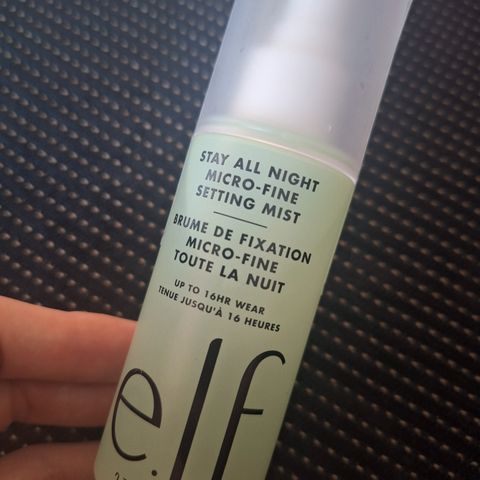 STAY ALL NIGHT
MICRO-FINE
SETTING MIST
BRUME DE FIXATION
MICRO-FINE
TOUTE LA NUIT
UP TO 16HR WEAR
TENUE JUSQU'À 16 HEURES
e.l.f